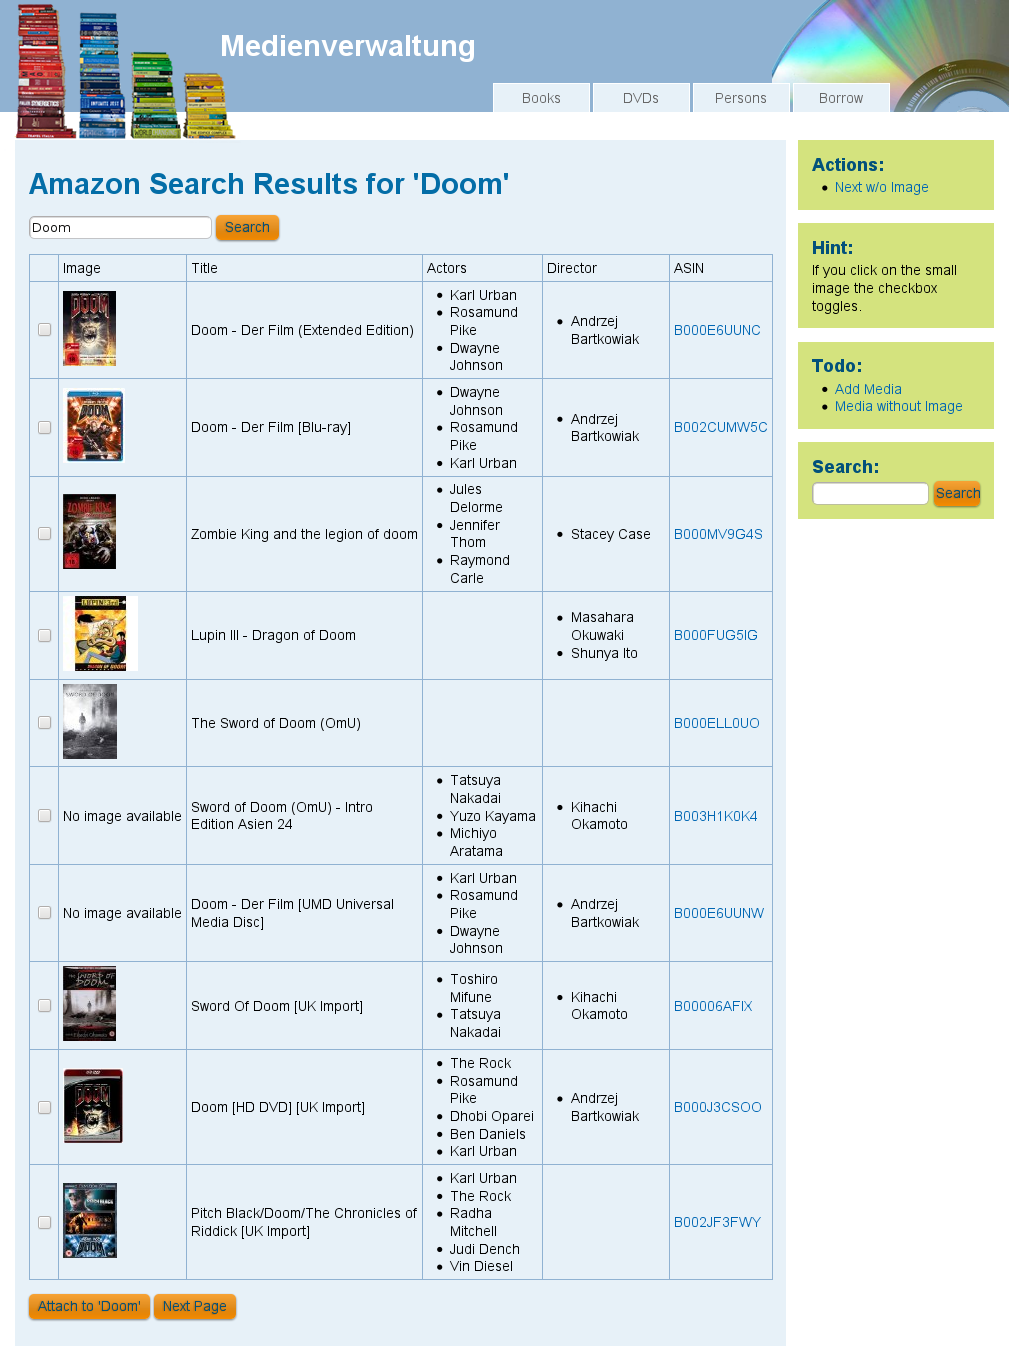 Medienverwaltung
Books
DVDs
Persons
Borrow
Amazon Search Results for 'Doom'
Doom
Search
Image
Title
Actors
Director
ASIN
Doom - Der Film (Extended Edition)
Karl Urban
Rosamund
Pike
Dwayne
Johnson
Andrzej
Bartkowiak
B000E6UUNC
Doom - Der Film [Blu-ray]
Dwayne
Johnson
Rosamund
Pike
Karl Urban
Andrzej
Bartkowiak
B002CUMW5C
Zombie King and the legion of doom
Jules
Delorme
Jennifer
Thom
Raymond
Carle
Stacey Case
B000MV9G4S
Lupin III - Dragon of Doom
Masahara
Okuwaki
Shunya Ito
B000FUG5IG
The Sword of Doom (OmU)
B000ELL0UO
No image available
Sword of Doom (OmU) - Intro
Edition Asien 24
Tatsuya
Nakadai
Yuzo Kayama
Michiyo
Aratama
Kihachi
Okamoto
B003H1K0K4
No image available
Doom - Der Film [UMD Universal
Media Disc]
Karl Urban
Rosamund
Pike
Dwayne
Johnson
Andrzej
Bartkowiak
B000E6UUNW
Sword Of Doom [UK Import]
Toshiro
Mifune
Tatsuya
Nakadai
Kihachi
Okamoto
B00006AFIX
Doom [HD DVD] [UK Import]
The Rock
Rosamund
Pike
Dhobi Oparei
Ben Daniels
Karl Urban
Andrzej
Bartkowiak
B000J3CSOO
Pitch Black/Doom/The Chronicles of
Riddick [UK Import]
Karl Urban
The Rock
Radha
Mitchell
Judi Dench
Vin Diesel
B002JF3FWY
Attach to 'Doom'
Next Page
Actions:
Next w/o Image
Hint:
If you click on the small
image the checkbox
toggles.
Todo:
Add Media
Media without Image
Search:
Search